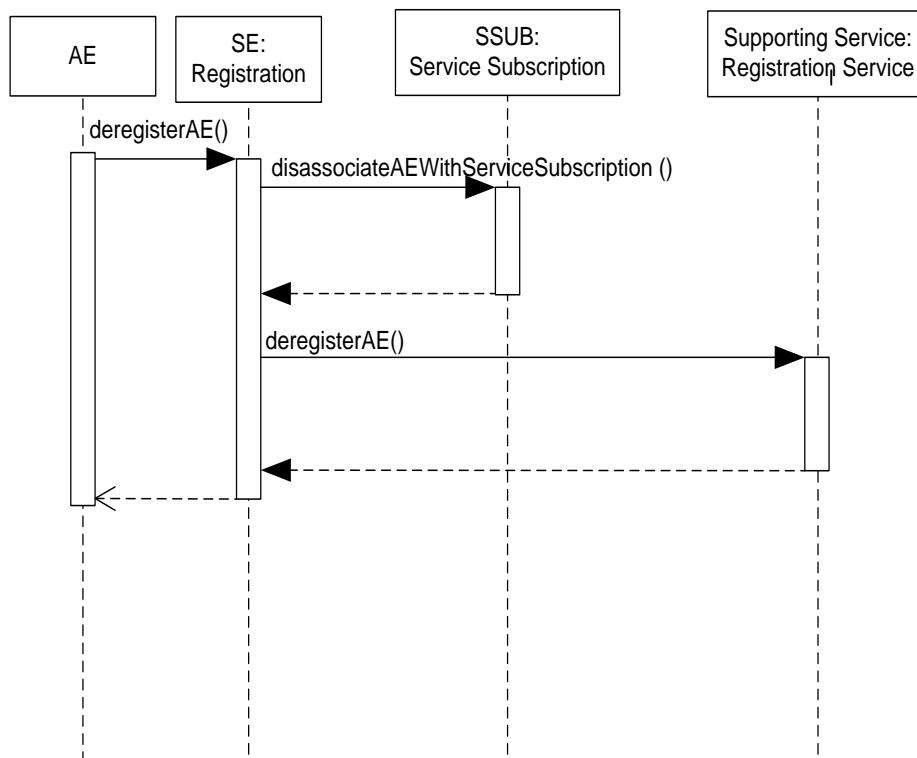 AE
SE:
Registration
SSUB:
Service Subscription
Supporting Service:
Registration Service
deregisterAE()
disassociateAEWithServiceSubscription ()
deregisterAE()